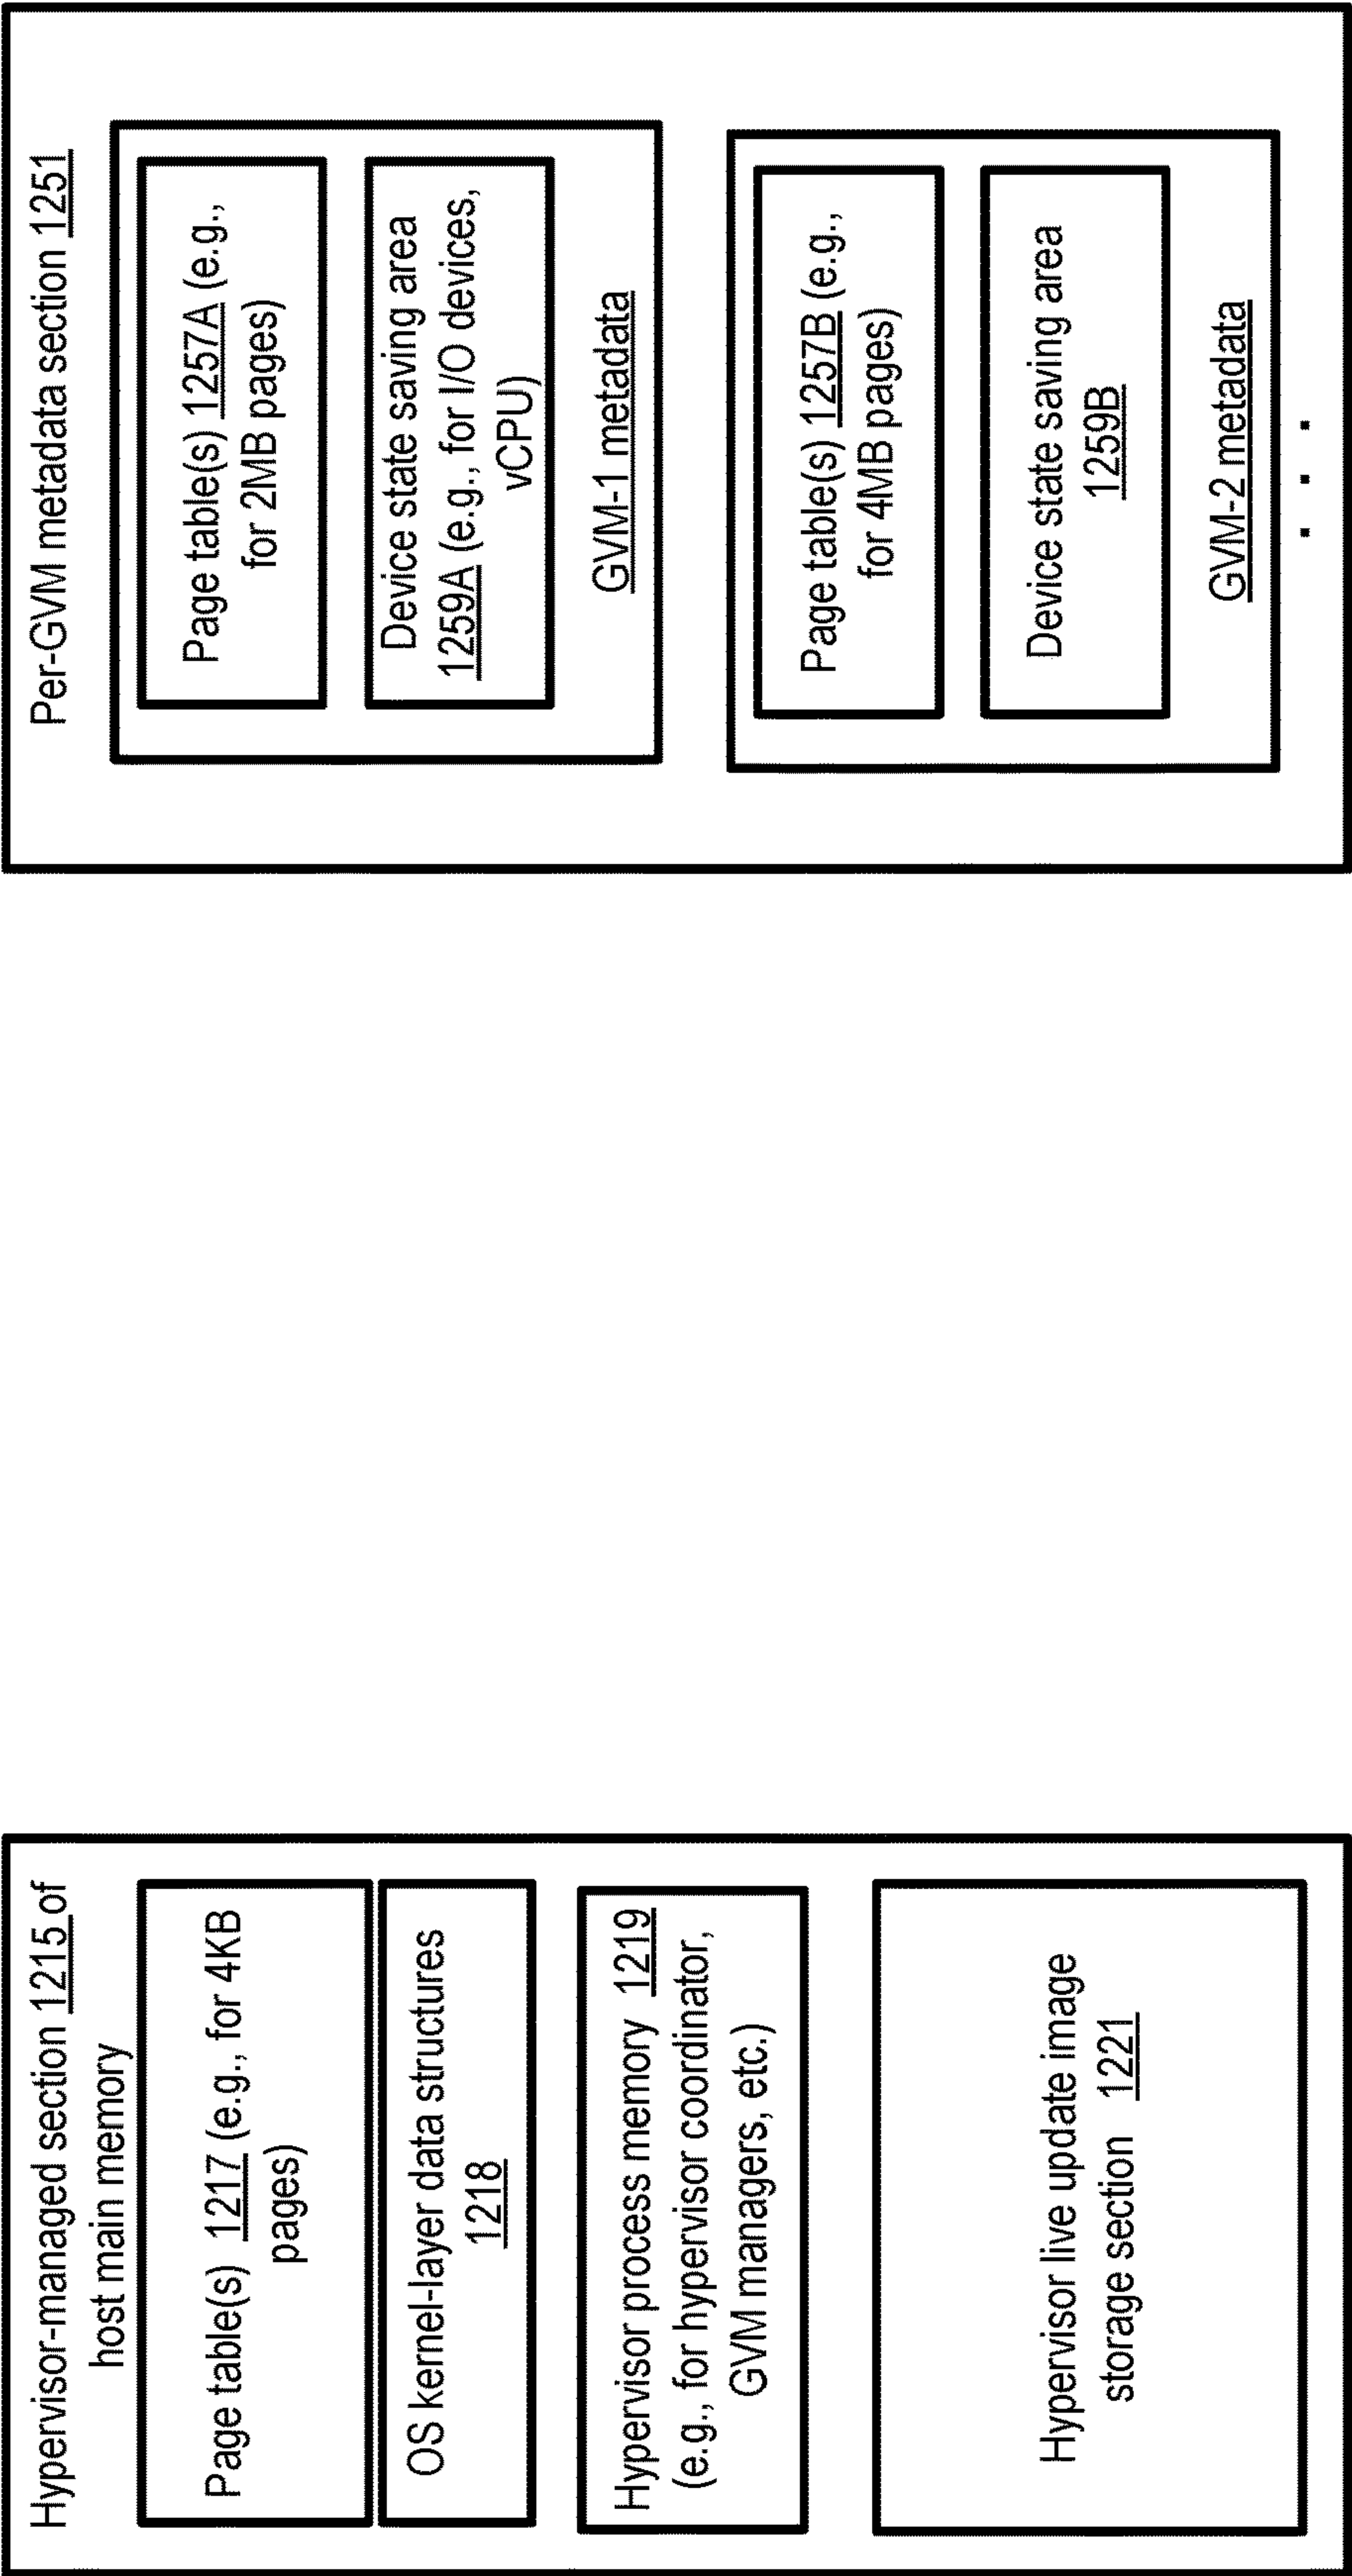 Hypervisor-managed section 1215 of
host main memory
Page table(s) 1217 (e.g., for 4KB
pages)
OS kernel-layer data structures
1218
Hypervisor process memory 1219
(e.g., for hypervisor coordinator,
GVM managers, etc.)
Hypervisor live update image
storage section 1221
Per-GVM metadata section 1251
Page table(s) 1257A (e.g.,
for 2MB pages)
Device state saving area
1259A (e.g., for I/O devices,
vCPU)
GVM-1 metadata
Page table(s) 1257B (e.g.,
for 4MB pages)
Device state saving area
1259B
GVM-2 metadata
. . .